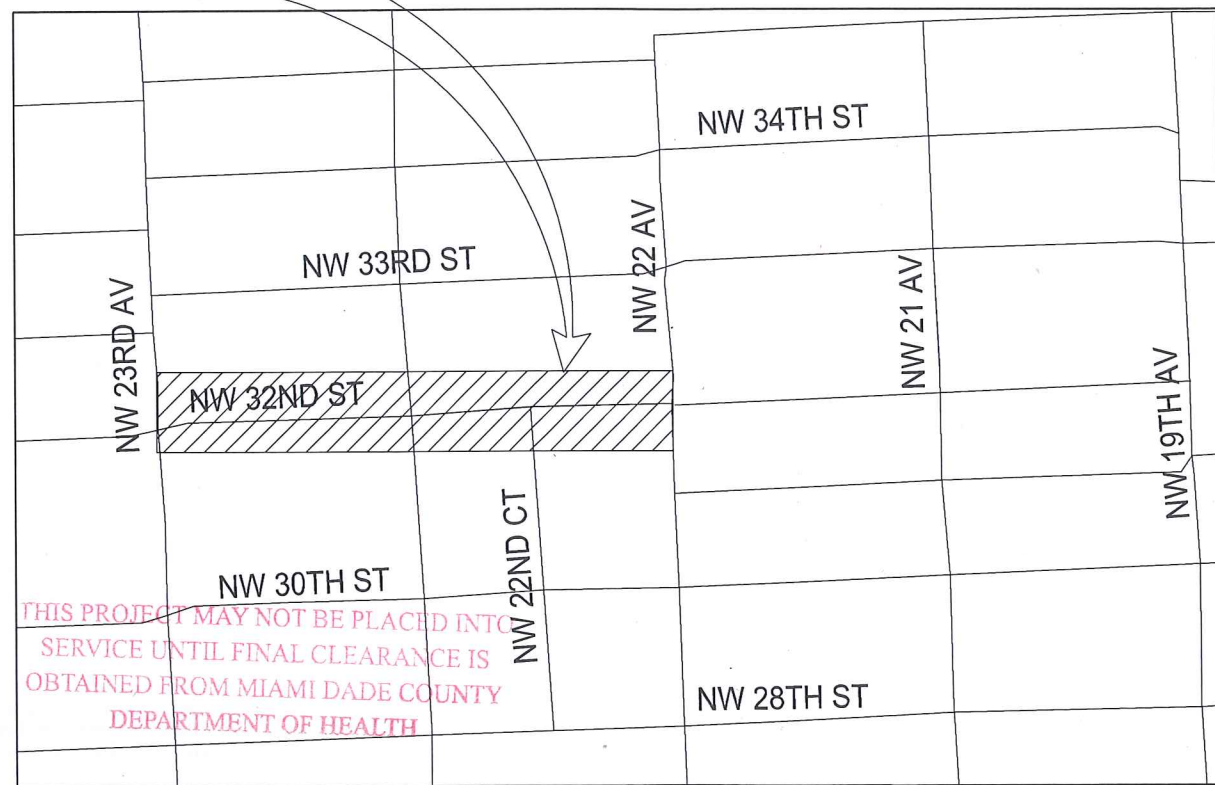 NW 34TH ST
NW 33RD ST
NW 22 AV
NW 23RD AV
NW 21 AV
NW 32ND ST
NW 19TH AV
NW 22ND CT
NW 30TH ST
THIS PROJECT MAY NOT BE PLACED INTO
SERVICE UNTIL FINAL CLEARANCE IS
OBTAINED FROM MIAMI DADE COUNTY
DEPARTMENT OF HEALTH
NW 28TH ST